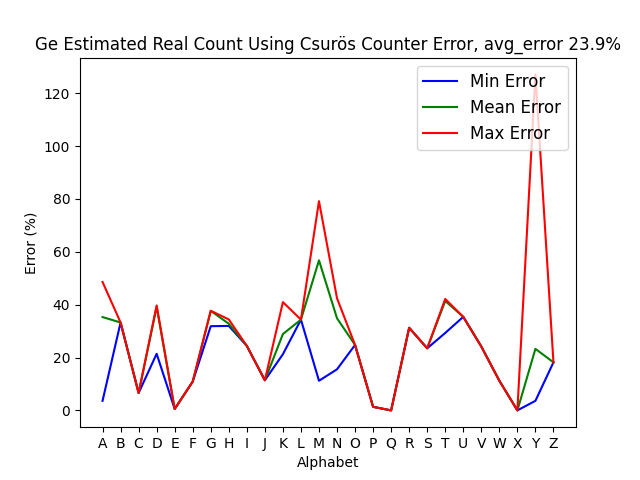 Ge Estimated Real Count Using Csurös Counter Error, avg_error 23.9%
Min Error
Mean Error
Max Error
120
100
80
60
40
20
0
Error (%)
A B C D E F G H I J K L M N O P Q R S T U V W X Y Z
Alphabet